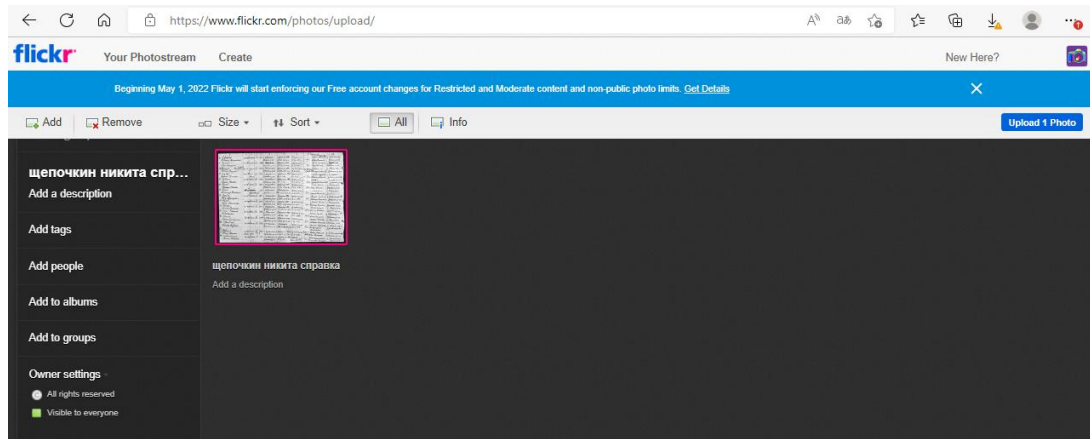 https://www.flickr.com/photos/upload/
flickr Your Photostream Create New Here?
Beginning May 1, 2022 Flickr will start enforcing our Free account changes for Restricted and Moderate content and non-public photo limits. Get Details
Add Remove Size Sort All Info Upload 1 Photo
щепочкин никита спр...
Add a description
Add tags
Add people
щепочкин никита справка
Add a description
Add to albums
Add to groups
Owner settings
All rights reserved
Visible to everyone